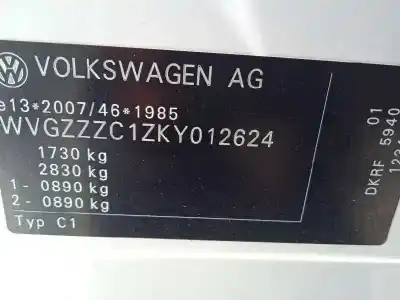 VOLKSWAGEN AG
e13*2007/46*1985
WVGZZZC1ZKY012624
1730 kg
2830 kg
1 - 0890 kg
2 - 0890 kg
Typ C1
01
DKRF 5940